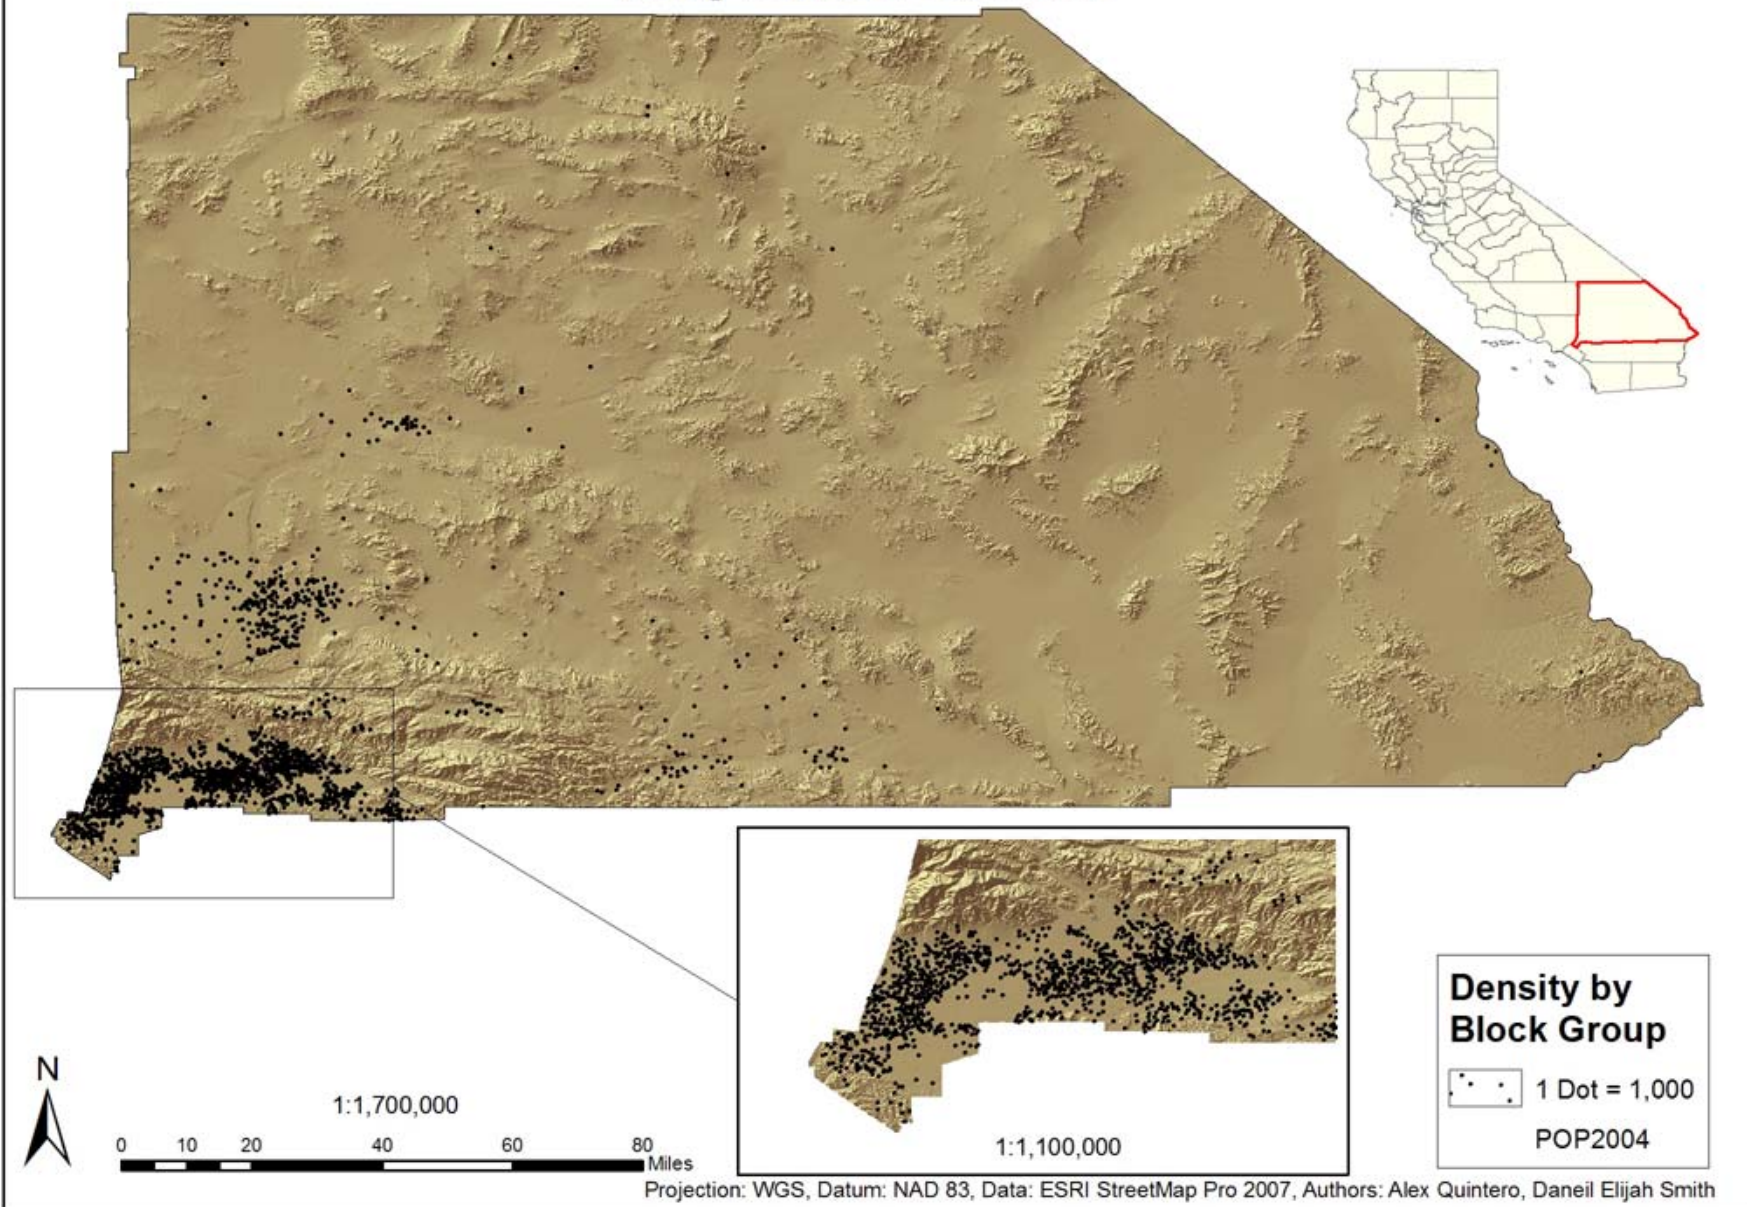 Density by
Block Group
1 Dot = 1,000
POP2004
N
1:1,700,000
0 10 20 40 60 80
Miles
1:1,100,000
Projection: WGS, Datum: NAD 83, Data: ESRI StreetMap Pro 2007, Authors: Alex Quintero, Daneil Elijah Smith